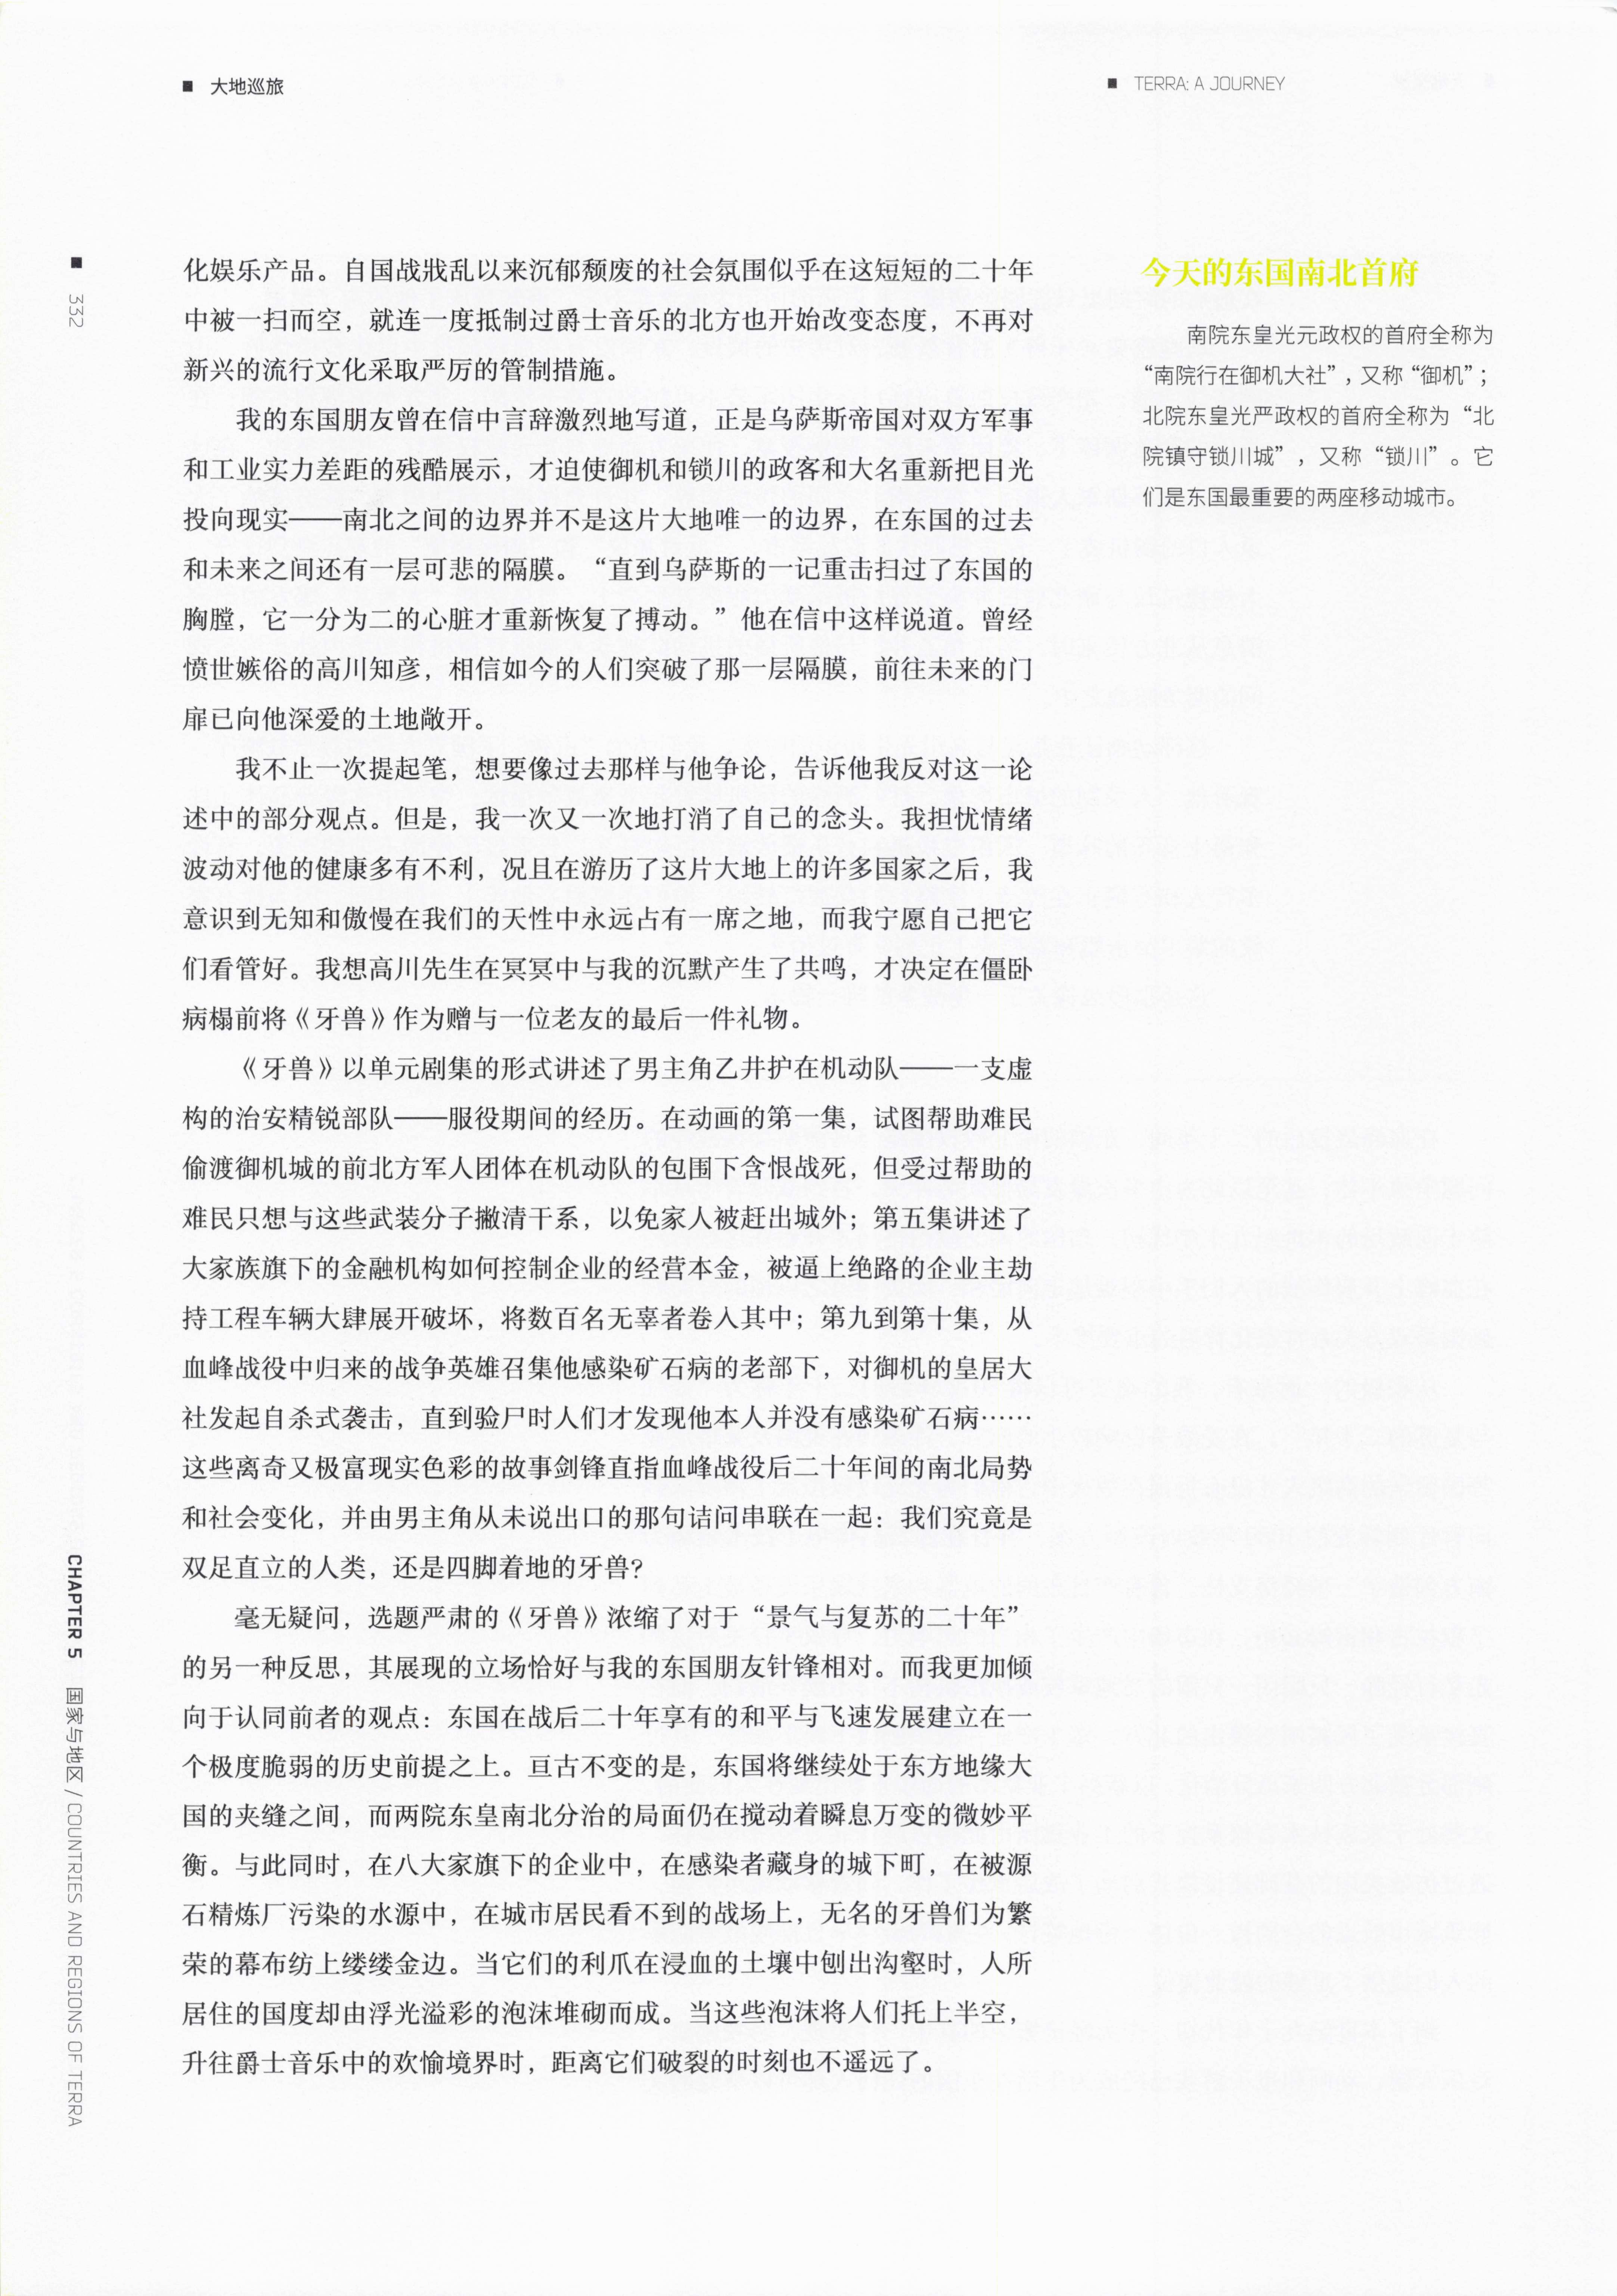 ■ 大地巡旅
■ TERRA: A JOURNEY
■ 332
化娱乐产品。自国战戕乱以来沉郁颓废的社会氛围似乎在这短短的二十年
中被一扫而空，就连一度抵制过爵士音乐的北方也开始改变态度，不再对
新兴的流行文化采取严厉的管制措施。
我的东国朋友曾在信中言辞激烈地写道，正是乌萨斯帝国对双方军事
和工业实力差距的残酷展示，才迫使御机和锁川的政客和大名重新把目光
投向现实——南北之间的边界并不是这片大地唯一的边界，在东国的过去
和未来之间还有一层可悲的隔膜。“直到乌萨斯的一记重击扫过了东国的
胸膛，它一分为二的心脏才重新恢复了搏动。”他在信中这样说道。曾经
愤世嫉俗的高川知彦，相信如今的人们突破了那一层隔膜，前往未来的门
扉已向他深爱的土地敞开。
我不止一次提起笔，想要像过去那样与他争论，告诉他我反对这一论
述中的部分观点。但是，我一次又一次地打消了自己的念头。我担忧情绪
波动对他的健康多有不利，况且在游历了这片大地上的许多国家之后，我
意识到无知和傲慢在我们的天性中永远占有一席之地，而我宁愿自己把它
们看管好。我想高川先生在冥冥中与我的沉默产生了共鸣，才决定在僵卧
病榻前将《牙兽》作为赠与一位老友的最后一件礼物。
《牙兽》以单元剧集的形式讲述了男主角乙井护在机动队——一支虚
构的治安精锐部队——服役期间的经历。在动画的第一集，试图帮助难民
偷渡御机城的前北方军人团体在机动队的包围下含恨战死，但受过帮助的
难民只想与这些武装分子撇清干系，以免家人被赶出城外；第五集讲述了
大家族旗下的金融机构如何控制企业的经营本金，被逼上绝路的企业主劫
持工程车辆大肆展开破坏，将数百名无辜者卷入其中；第九到第十集，从
血峰战役中归来的战争英雄召集他感染矿石病的老部下，对御机的皇居大
社发起自杀式袭击，直到验尸时人们才发现他本人并没有感染矿石病……
这些离奇又极富现实色彩的故事剑锋直指血峰战役后二十年间的南北局势
和社会变化，并由男主角从未说出口的那句诘问串联在一起：我们究竟是
双足直立的人类，还是四脚着地的牙兽？
毫无疑问，选题严肃的《牙兽》浓缩了对于“景气与复苏的二十年”
的另一种反思，其展现的立场恰好与我的东国朋友针锋相对。而我更加倾
向于认同前者的观点：东国在战后二十年享有的和平与飞速发展建立在一
个极度脆弱的历史前提之上。亘古不变的是，东国将继续处于东方地缘大
国的夹缝之间，而两院东皇南北分治的局面仍在搅动着瞬息万变的微妙平
衡。与此同时，在八大家旗下的企业中，在感染者藏身的城下町，在被源
石精炼厂污染的水源中，在城市居民看不到的战场上，无名的牙兽们为繁
荣的幕布纺上缕缕金边。当它们的利爪在浸血的土壤中刨出沟壑时，人所
居住的国度却由浮光溢彩的泡沫堆砌而成。当这些泡沫将人们托上半空，
升往爵士音乐中的欢愉境界时，距离它们破裂的时刻也不遥远了。
今天的东国南北首府
南院东皇光元政权的首府全称为
“南院行在御机大社”，又称“御机”；
北院东皇光严政权的首府全称为“北
院镇守锁川城”，又称“锁川”。它
们是东国最重要的两座移动城市。
CHAPTER 5 国家与地区 / COUNTRIES AND REGIONS OF TERRA